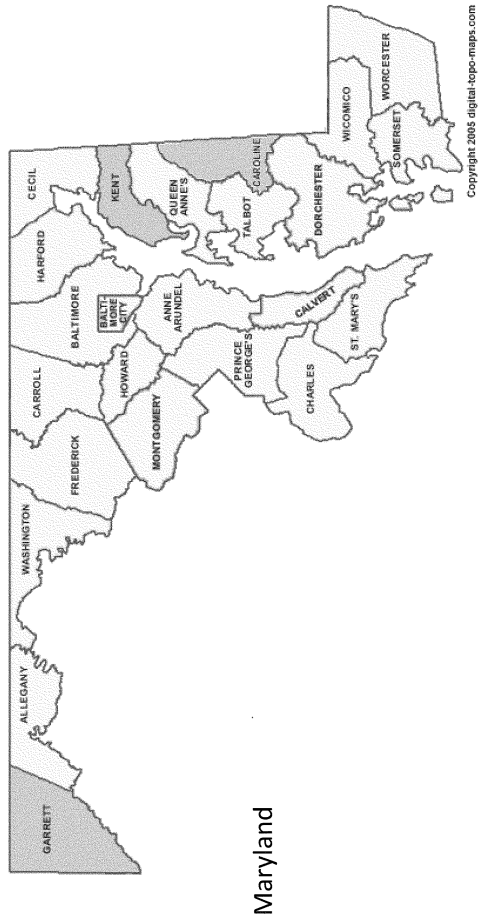 GARRETT
ALLEGANY
WASHINGTON
FREDERICK
CARROLL
BALTIMORE
HARFORD
CECIL
KENT
BALTI-
MORE
CITY
HOWARD
MONTGOMERY
ANNE
ARUNDEL
QUEEN
ANNE'S
PRINCE
GEORGE'S
TALBOT
CAROLINE
CHARLES
CALVERT
ST. MARY'S
DORCHESTER
WICOMICO
WORCESTER
SOMERSET
Maryland
Copyright 2005 digital-topo-maps.com